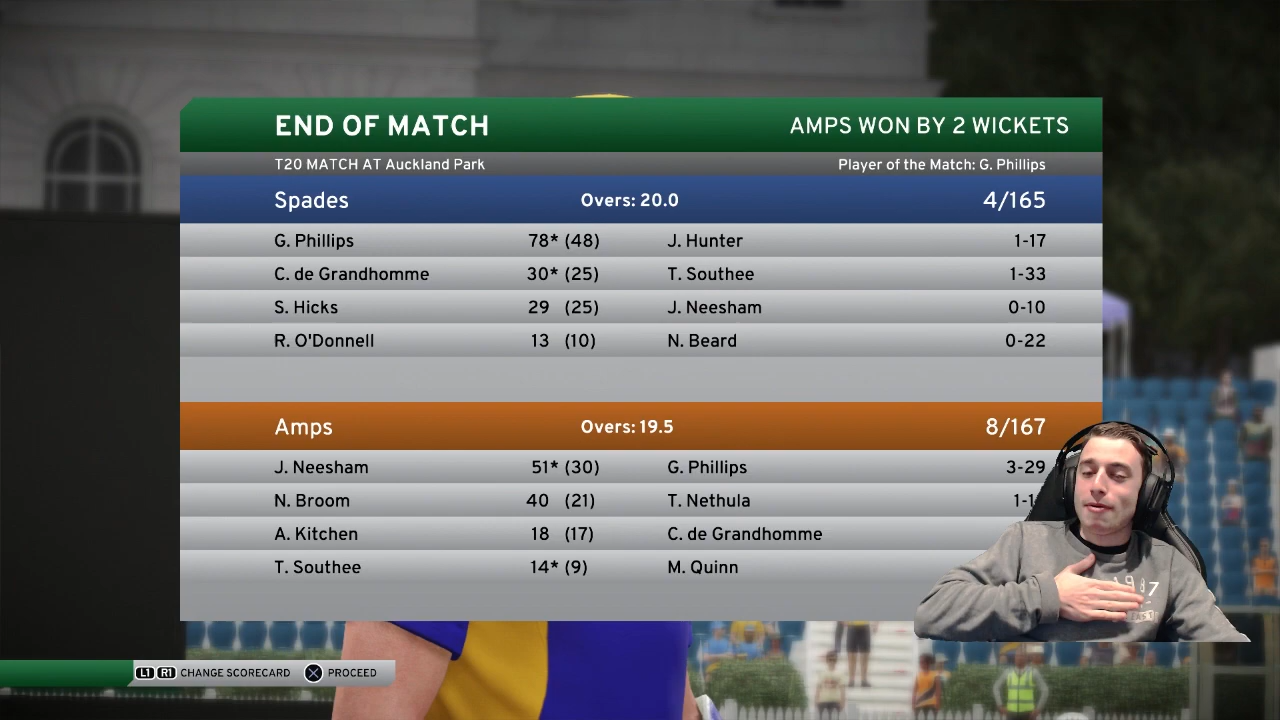 END OF MATCH AMPS WON BY 2 WICKETS
T20 MATCH AT Auckland Park Player of the Match: G. Phillips
Spades Overs: 20.0 4/165
G. Phillips 78* (48) J. Hunter 1-17
C. de Grandhomme 30* (25) T. Southee 1-33
S. Hicks 29 (25) J. Neesham 0-10
R. O'Donnell 13 (10) N. Beard 0-22
Amps Overs: 19.5 8/167
J. Neesham 51* (30) G. Phillips 3-29
N. Broom 40 (21) T. Nethula
A. Kitchen 18 (17) C. de Grandhomme
T. Southee 14* (9) M. Quinn
1987
EAST
L1 R1 CHANGE SCORECARD PROCEED